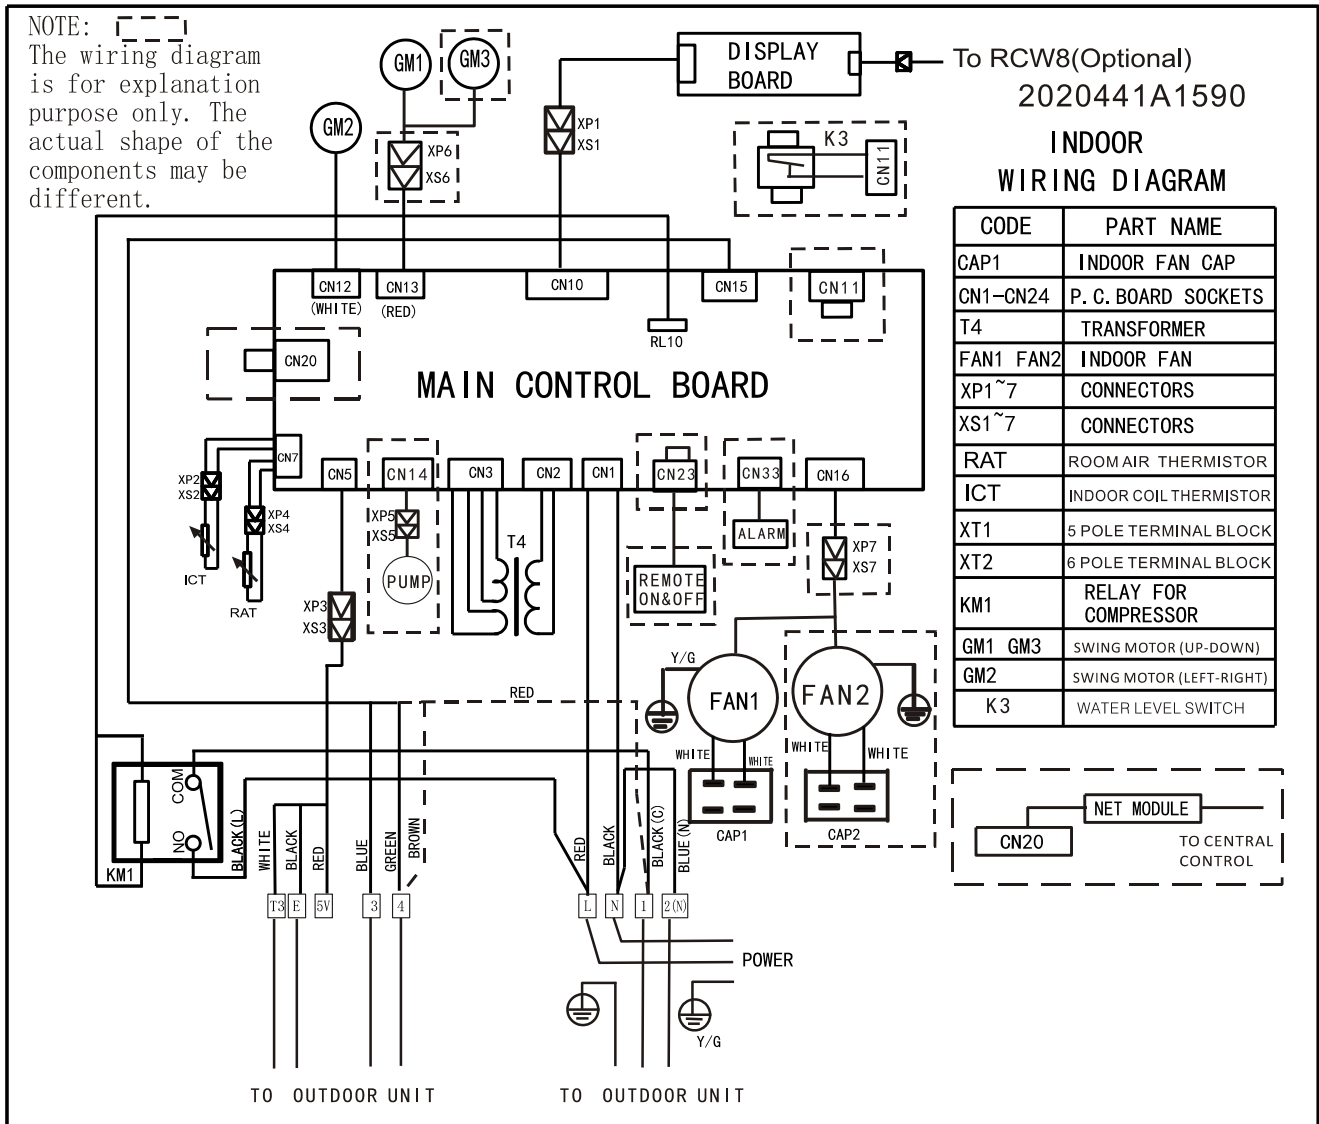 NOTE:
The wiring diagram
is for explanation
purpose only. The
actual shape of the
components may be
different.
GM1
GM3
GM2
XP6
XS6
XP1
XS1
DISPLAY
BOARD
To RCW8(Optional)
2020441A1590
K3
CN11
INDOOR
WIRING DIAGRAM
CODE PART NAME
CAP1 INDOOR FAN CAP
CN1-CN24 P.C.BOARD SOCKETS
T4 TRANSFORMER
FAN1 FAN2 INDOOR FAN
XP1~7 CONNECTORS
XS1~7 CONNECTORS
RAT ROOM AIR THERMISTOR
ICT INDOOR COIL THERMISTOR
XT1 5 POLE TERMINAL BLOCK
XT2 6 POLE TERMINAL BLOCK
KM1 RELAY FOR
COMPRESSOR
GM1 GM3 SWING MOTOR (UP-DOWN)
GM2 SWING MOTOR (LEFT-RIGHT)
K3 WATER LEVEL SWITCH
CN12
(WHITE)
CN13
(RED)
CN10
CN15
CN11
RL10
CN20
MAIN CONTROL BOARD
CN7
CN5
CN14
CN3
CN2
CN1
CN23
CN33
CN16
XP2
XS2
XP4
XS4
ICT
RAT
XP5
XS5
PUMP
T4
XP3
XS3
REMOTE
ON&OFF
ALARM
XP7
XS7
Y/G
FAN1
FAN2
RED
WHITE
WHITE
WHITE
WHITE
CAP1
CAP2
COM
NO
KM1
BLACK(L)
WHITE
BLACK
RED
BLUE
GREEN
BROWN
RED
BLACK
BLACK(C)
BLUE(N)
T3 E 5V 3 4
L N 1 2(N)
POWER
Y/G
TO OUTDOOR UNIT
TO OUTDOOR UNIT
NET MODULE
CN20
TO CENTRAL
CONTROL